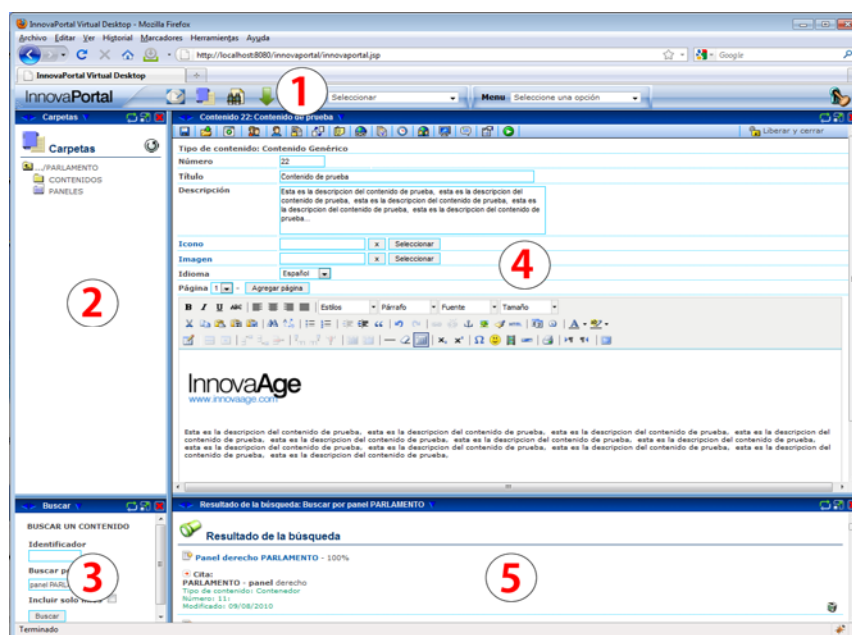 InnovaPortal Virtual Desktop - Mozilla Firefox
Archivo Editar Ver Historial Marcadores Herramientas Ayuda
http://localhost:8080/innovaportal/innovaportal.jsp
Google
InnovaPortal Virtual Desktop
InnovaPortal
1
Seleccionar
Menu
Seleccione una opción
Carpetas
Contenido 22: Contenido de prueba
Liberar y cerrar
Carpetas
.../PARLAMENTO
CONTENIDOS
PANELES
2
Tipo de contenido: Contenido Genérico
Número
22
Título
Contenido de prueba
Descripción
Esta es la descripcion del contenido de prueba, esta es la descripcion del
contenido de prueba, esta es la descripcion del contenido de prueba, esta es
la descripcion del contenido de prueba, esta es la descripcion del contenido de
prueba...
Icono
x
Seleccionar
Imagen
x
Seleccionar
4
Idioma
Español
Página 1 -
Agregar página
B I U ABC
Estilos
Párrafo
Fuente
Tamaño
InnovaAge
www.innovaage.com
Esta es la descripcion del contenido de prueba, esta es la descripcion del contenido de prueba, esta es la descripcion del contenido de prueba, esta es la descripcion del
contenido de prueba, esta es la descripcion del contenido de prueba, esta es la descripcion del contenido de prueba, esta es la descripcion del contenido de prueba,
esta es la descripcion del contenido de prueba, esta es la descripcion del contenido de prueba, esta es la descripcion del contenido de prueba, esta es la descripcion del
contenido de prueba, esta es la descripcion del contenido de prueba.
Buscar
BUSCAR UN CONTENIDO
Identificador
Buscar
panel PARL
Incluir solo
Buscar
3
Resultado de la búsqueda: Buscar por panel PARLAMENTO
Resultado de la búsqueda
Panel derecho PARLAMENTO - 100%
Cita:
PARLAMENTO - panel derecho
Tipo de contenido: Contenedor
Número: 11:
Modificado: 09/08/2010
5
Terminado